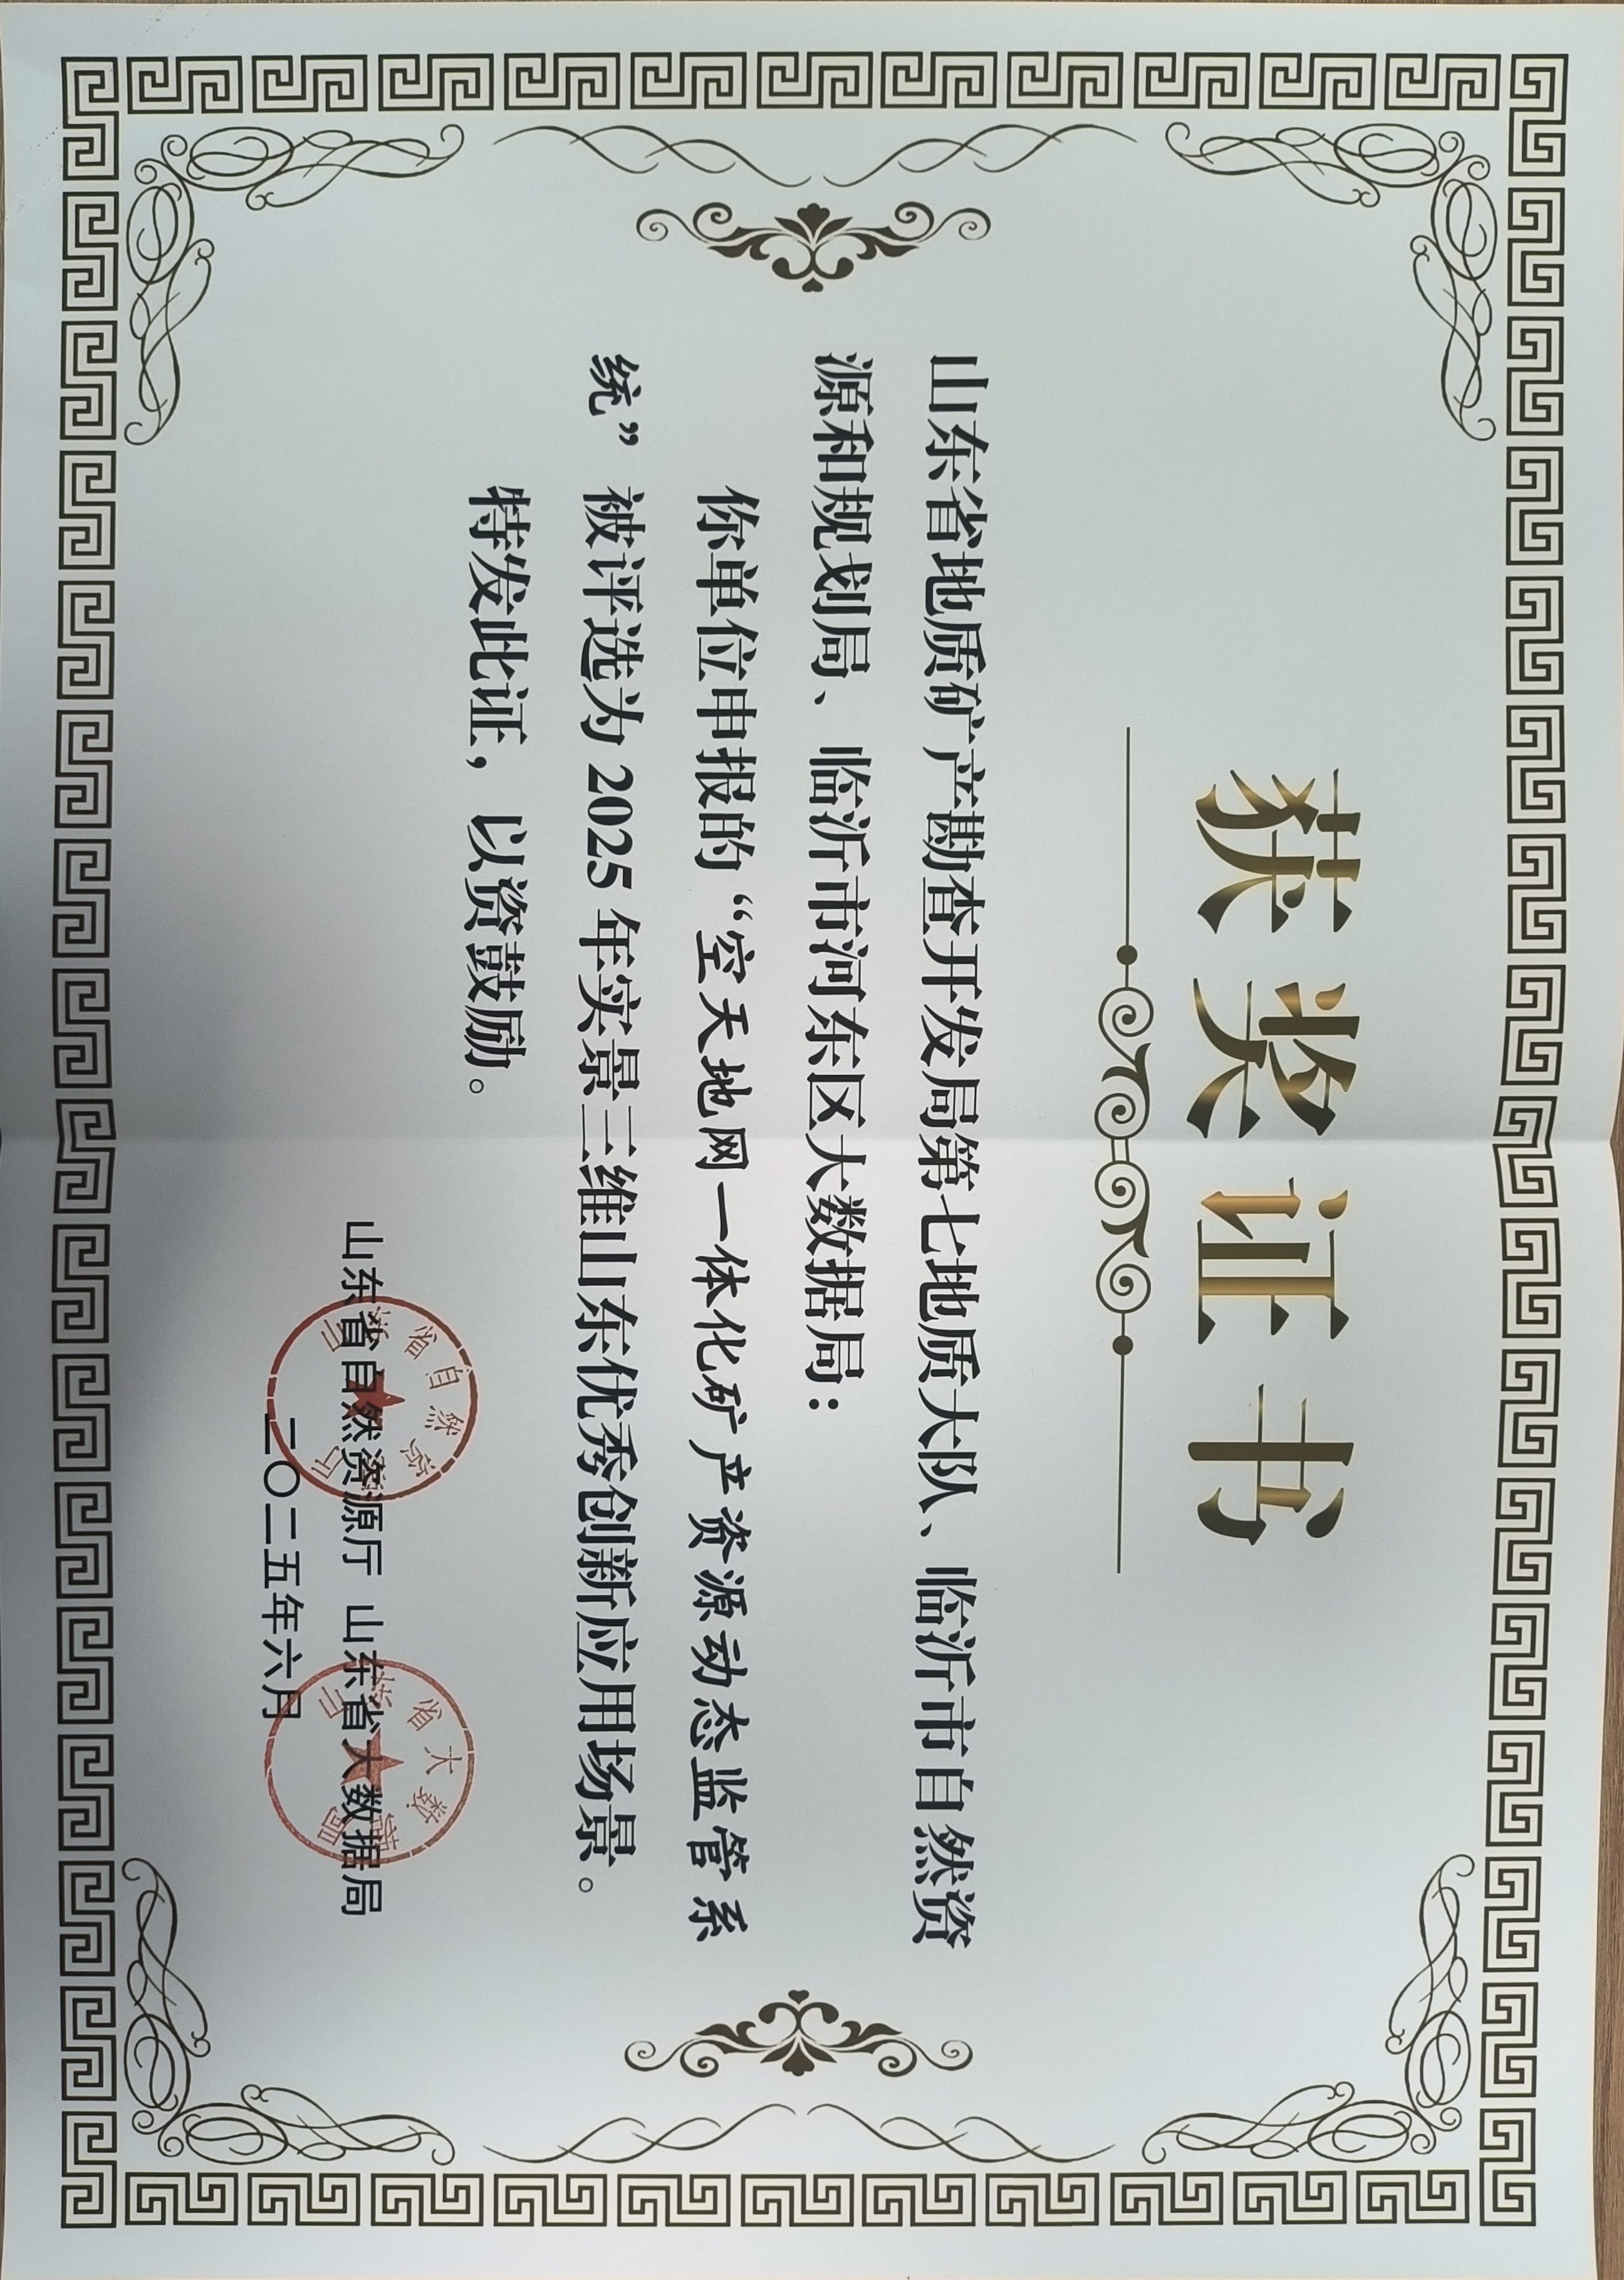 获奖证书
山东省地质矿产勘查开发局第七地质大队、临沂市自然资
源和规划局、临沂市河东区大数据局：
你单位申报的“空天地网一体化矿产资源动态监管系
统”被评选为 2025 年实景三维山东优秀创新应用场景。
特发此证，以资鼓励。
山东省自然资源厅 山东省大数据局
二〇二五年六月